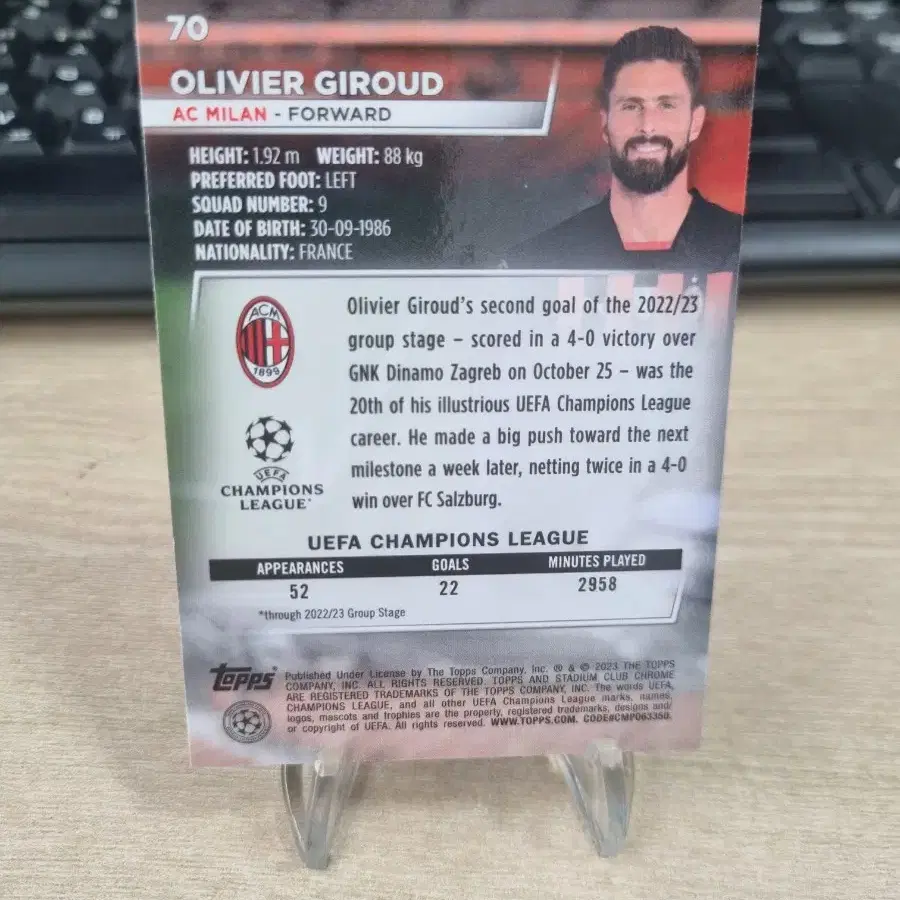 70
OLIVIER GIROUD
AC MILAN - FORWARD
HEIGHT: 1.92 m WEIGHT: 88 kg
PREFERRED FOOT: LEFT
SQUAD NUMBER: 9
DATE OF BIRTH: 30-09-1986
NATIONALITY: FRANCE
ACM
1899
UEFA
CHAMPIONS
LEAGUE
Olivier Giroud's second goal of the 2022/23
group stage – scored in a 4-0 victory over
GNK Dinamo Zagreb on October 25 – was the
20th of his illustrious UEFA Champions League
career. He made a big push toward the next
milestone a week later, netting twice in a 4-0
win over FC Salzburg.
UEFA CHAMPIONS LEAGUE
APPEARANCES GOALS MINUTES PLAYED
52 22 2958
*through 2022/23 Group Stage
Topps
Published Under License by The Topps Company, Inc. ® & © 2023 THE TOPPS
COMPANY, INC. ALL RIGHTS RESERVED. TOPPS AND STADIUM CLUB CHROME
ARE REGISTERED TRADEMARKS OF THE TOPPS COMPANY, INC. The words UEFA,
CHAMPIONS LEAGUE, and all other UEFA Champions League marks, names,
logos, mascots and trophies are the property, registered trademarks, designs and/
or copyright of UEFA. All rights reserved. WWW.TOPPS.COM. CODE#CMP063350.